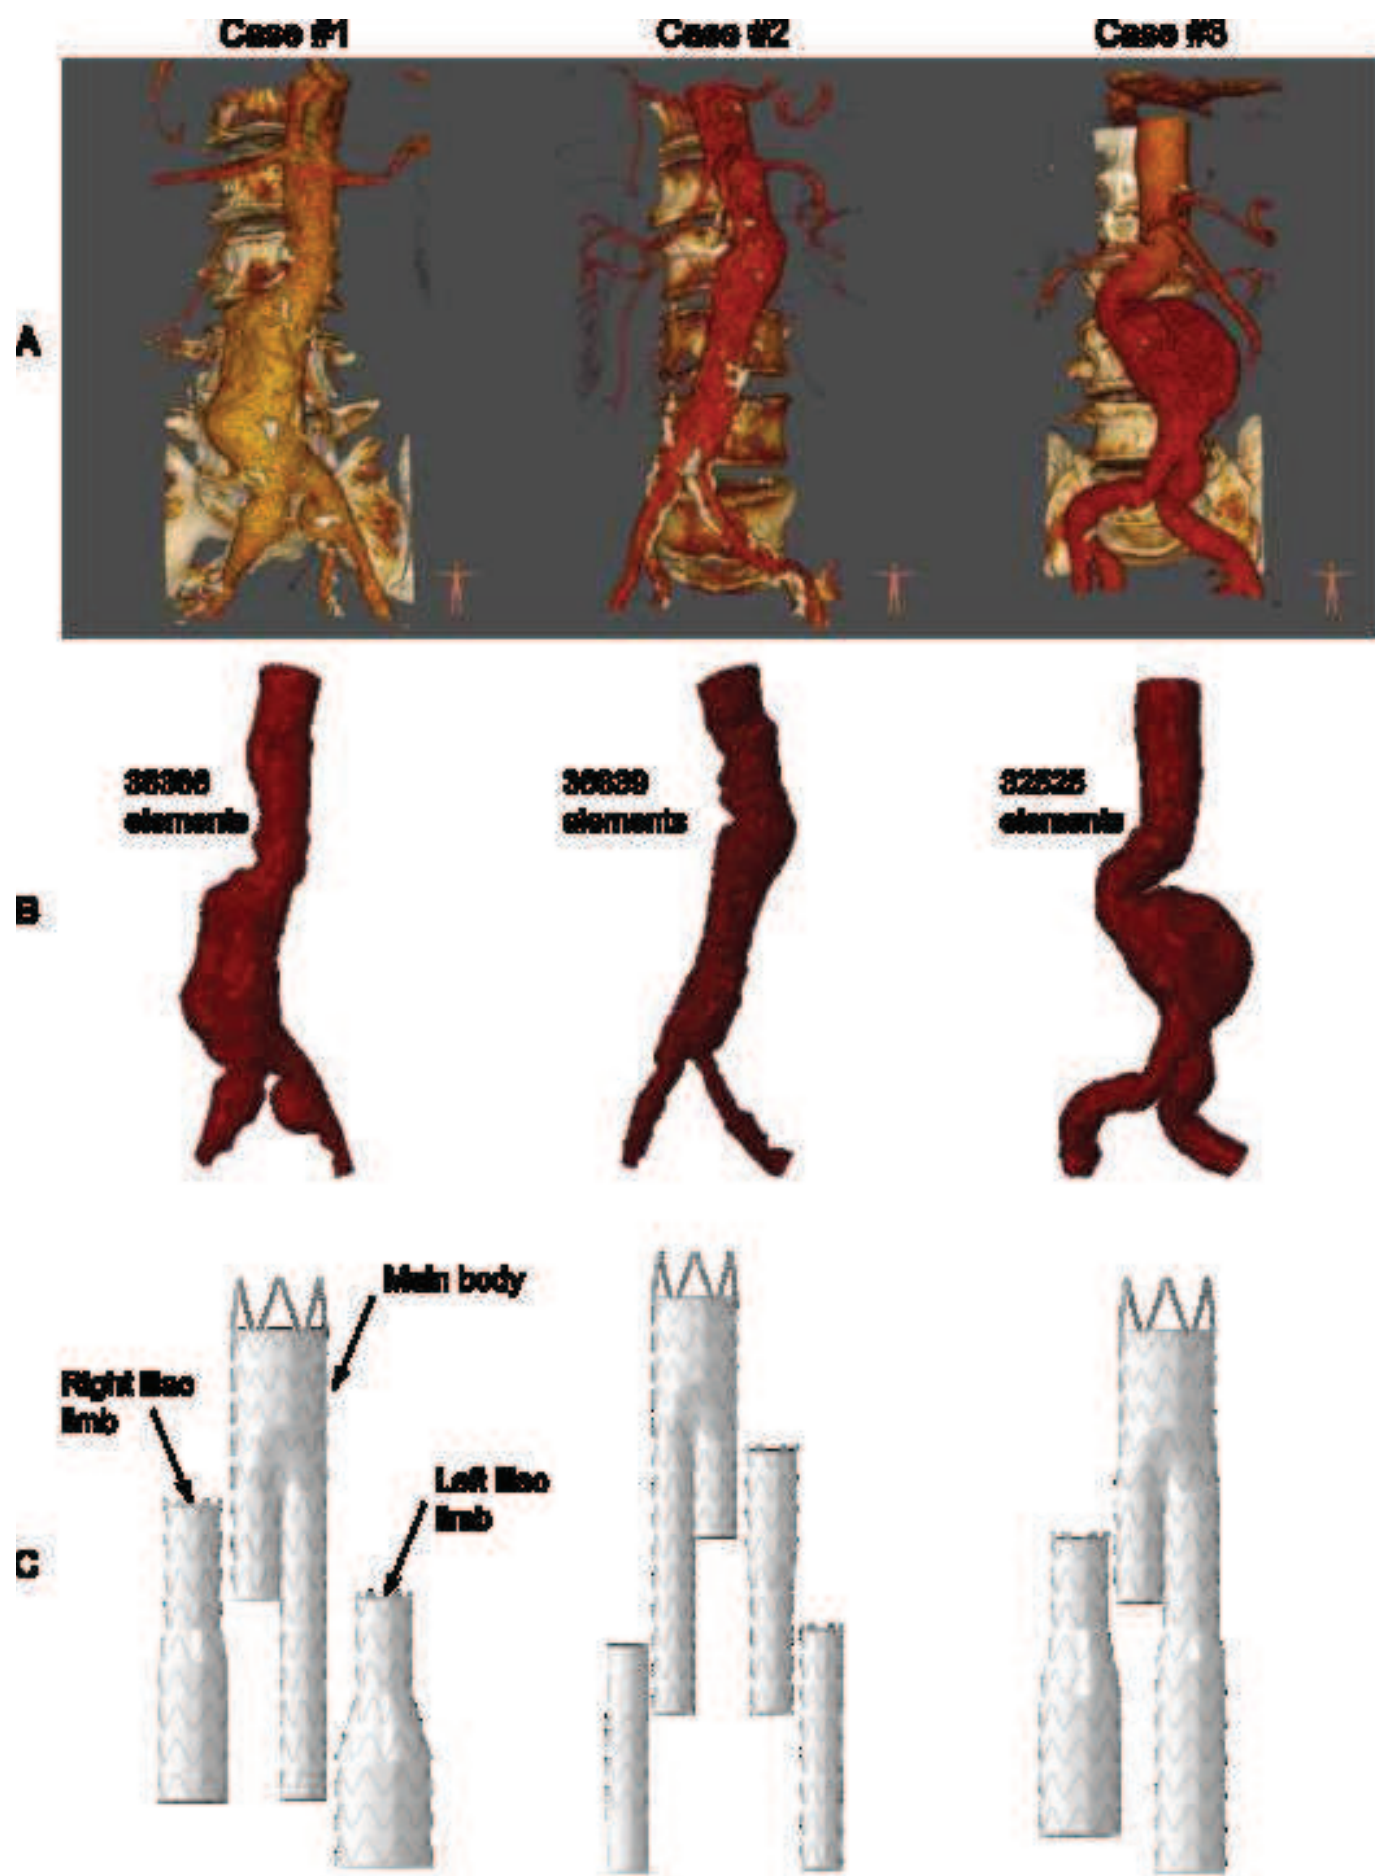 Case #1
Case #2
Case #3
A
elements
elements
elements
B
Main body
Right iliac
limb
Left iliac
limb
C